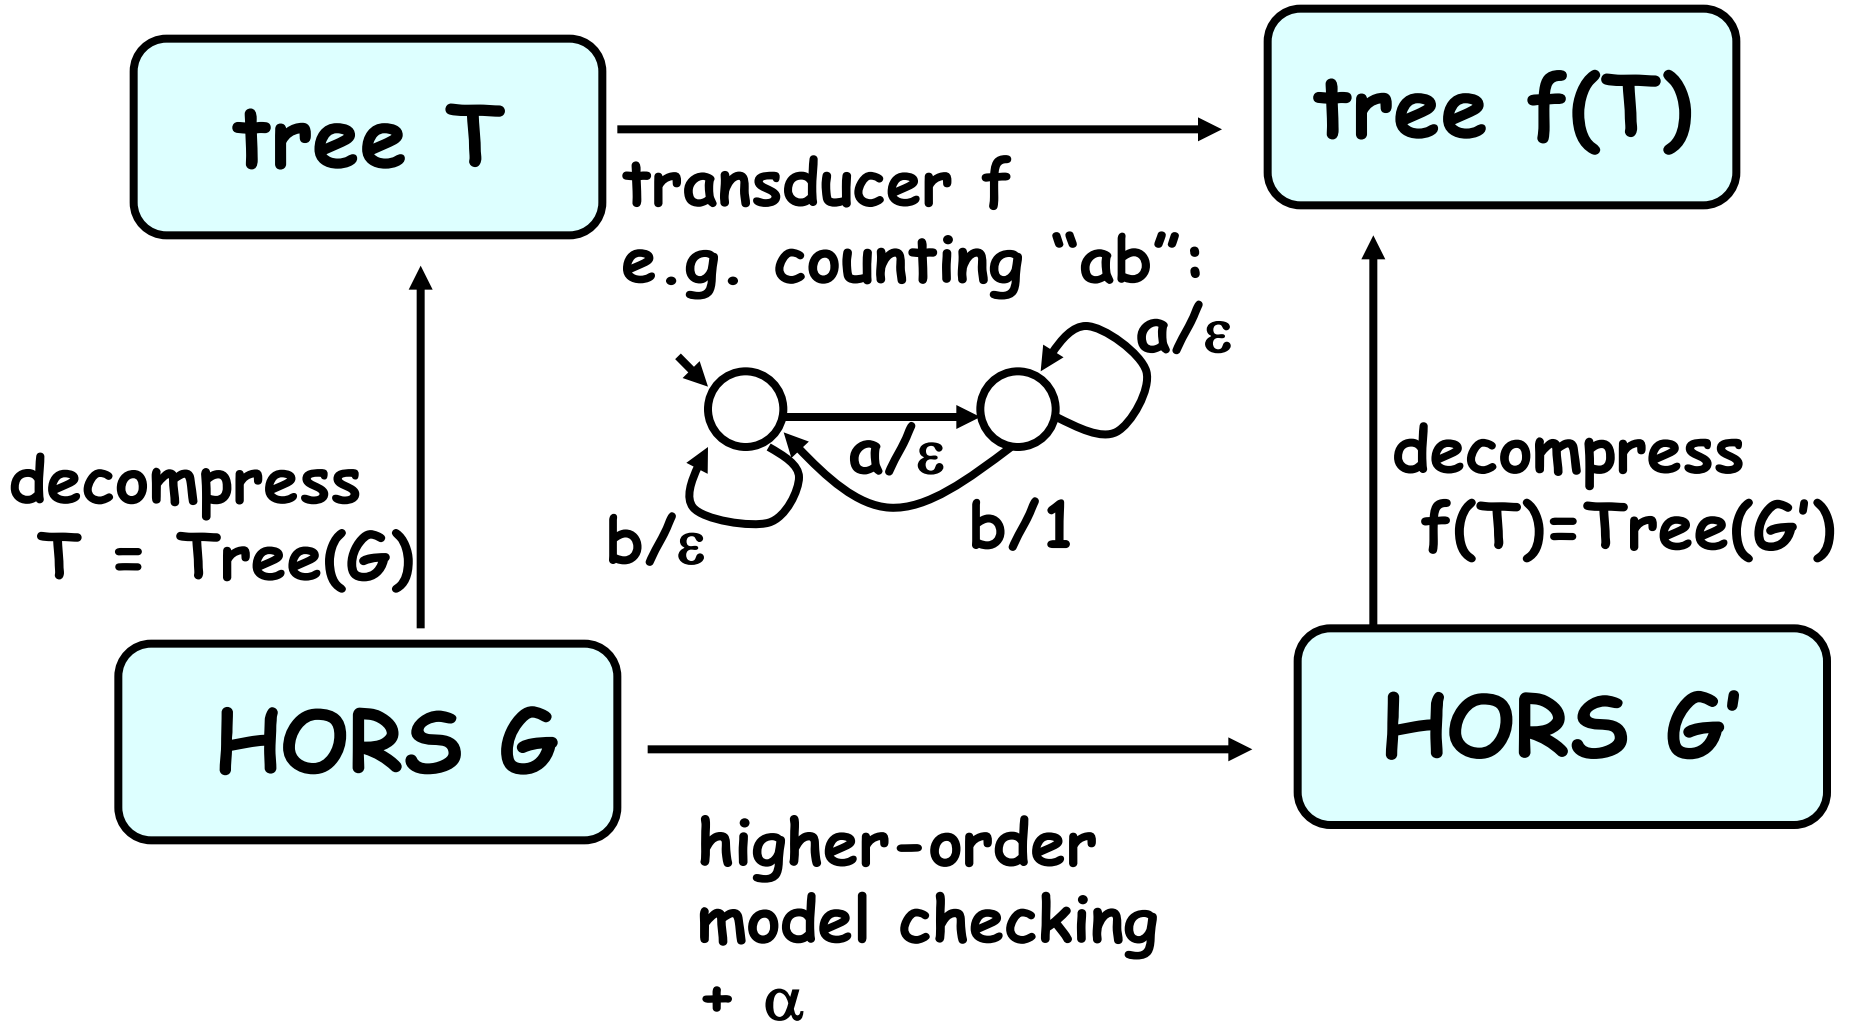 tree T
tree f(T)
transducer f
e.g. counting “ab”:
a/ε
a/ε
b/ε
b/1
decompress
T = Tree(G)
decompress
f(T)=Tree(G’)
HORS G
HORS G’
higher-order
model checking
+ α